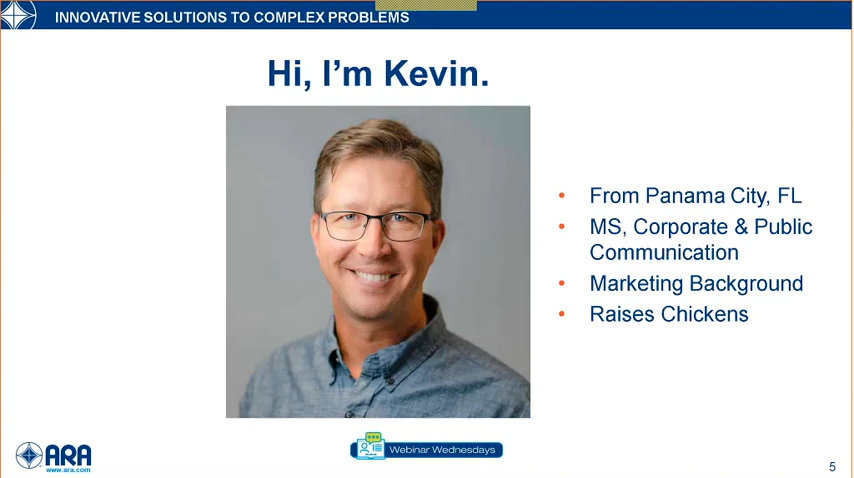 INNOVATIVE SOLUTIONS TO COMPLEX PROBLEMS
Hi, I’m Kevin.
• From Panama City, FL
• MS, Corporate & Public
Communication
• Marketing Background
• Raises Chickens
ARA
www.ara.com
Webinar Wednesdays
5